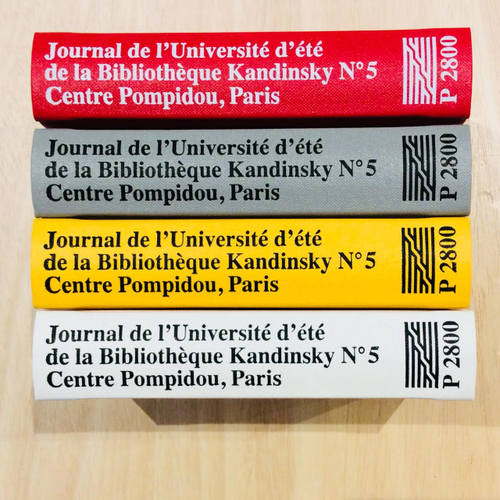 Journal de l'Université d'été
de la Bibliothèque Kandinsky N° 5
Centre Pompidou, Paris
P 2800
Journal de l'Université d'été
de la Bibliothèque Kandinsky N° 5
Centre Pompidou, Paris
P 2800
Journal de l'Université d'été
de la Bibliothèque Kandinsky N° 5
Centre Pompidou, Paris
P 2800
Journal de l'Université d'été
de la Bibliothèque Kandinsky N° 5
Centre Pompidou, Paris
P 2800